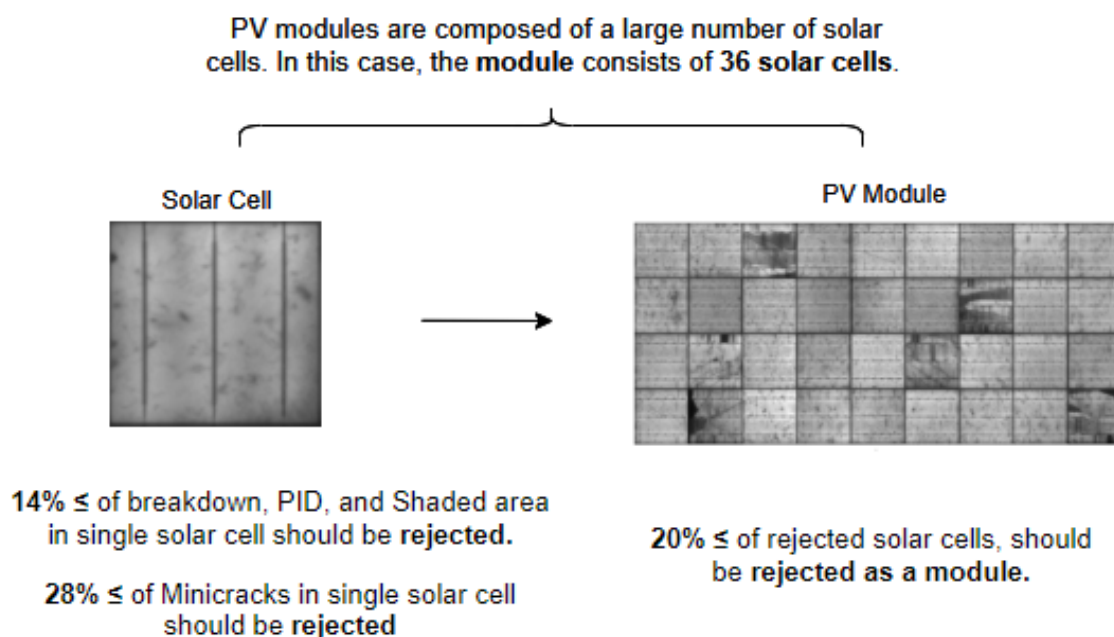 PV modules are composed of a large number of solar
cells. In this case, the module consists of 36 solar cells.
Solar Cell
PV Module
14% ≤ of breakdown, PID, and Shaded area
in single solar cell should be rejected.
28% ≤ of Minicracks in single solar cell
should be rejected
20% ≤ of rejected solar cells, should
be rejected as a module.